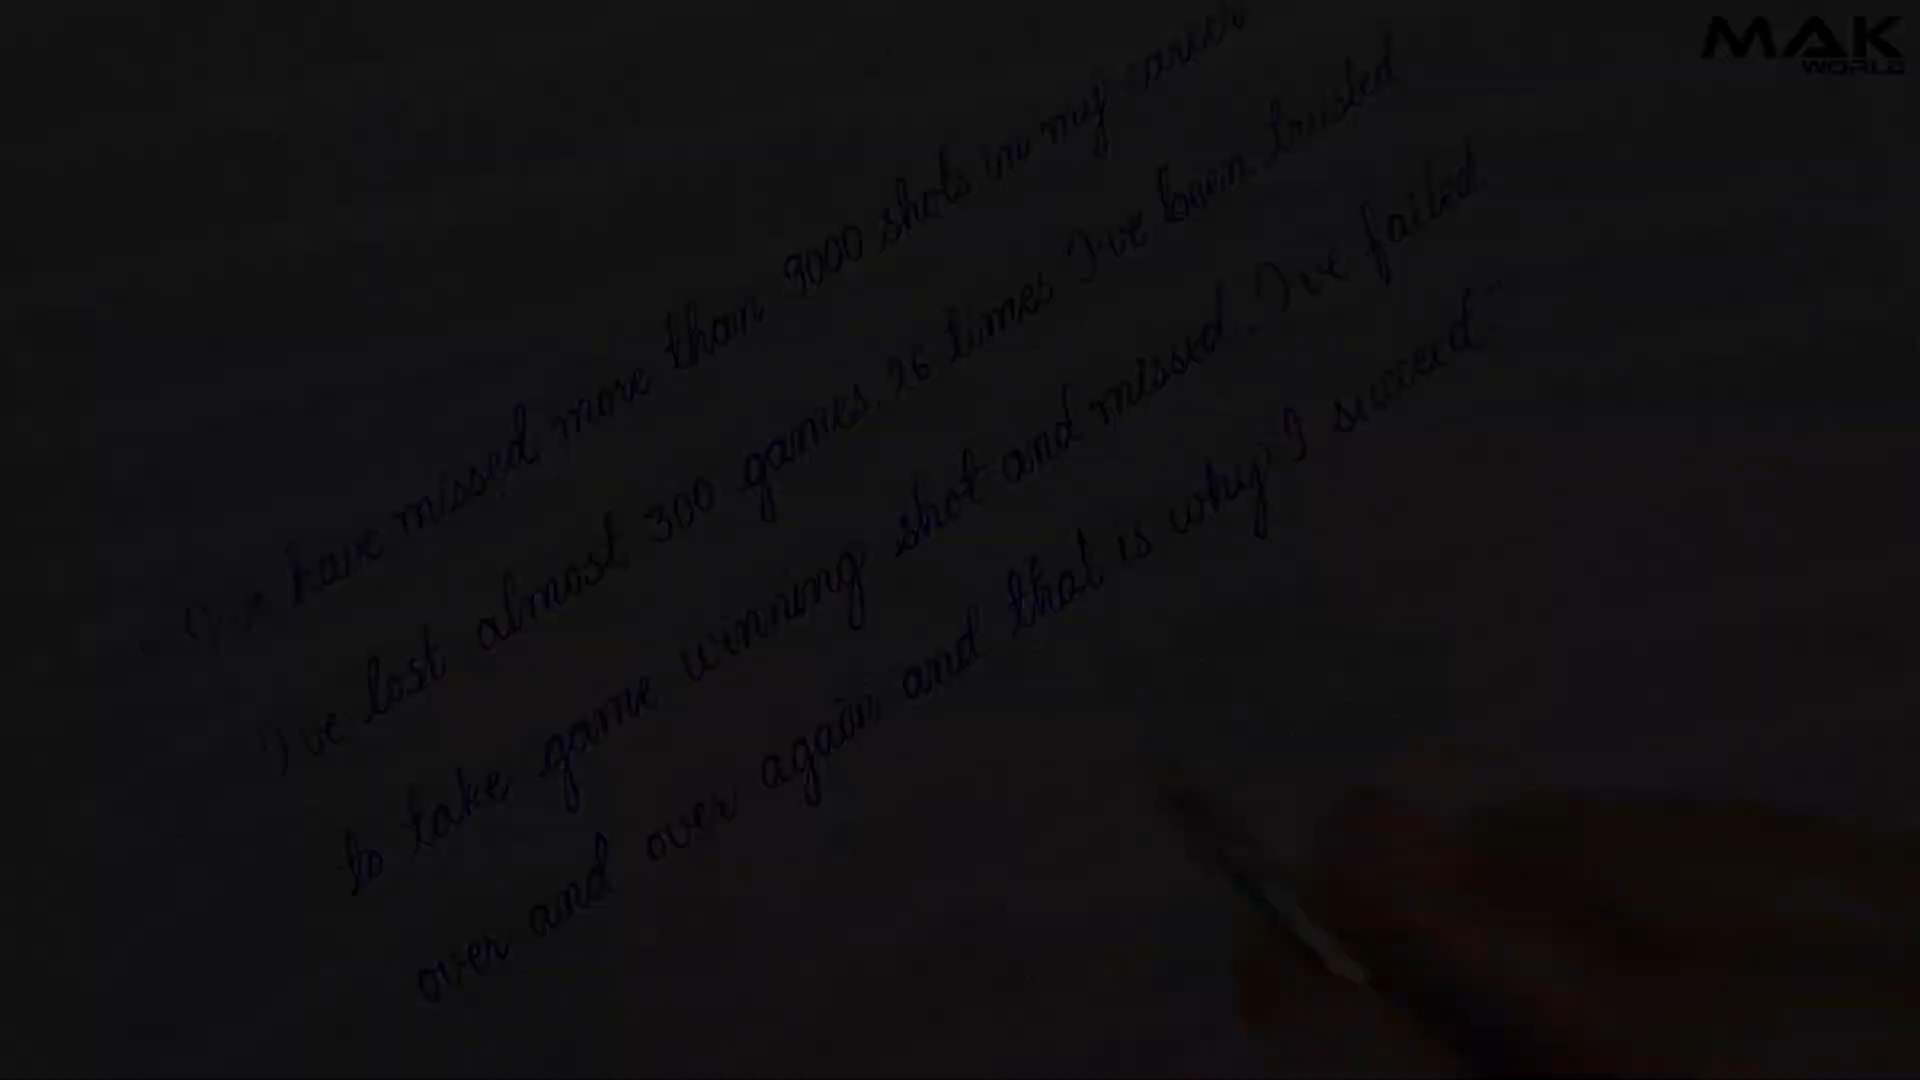 "I've have missed more than 9000 shots in my career
I've lost almost 300 games. 26 times I've been trusted
to take game winning shot and missed. I've failed
over and over again and that is why I succeed."
MAK
WORLD